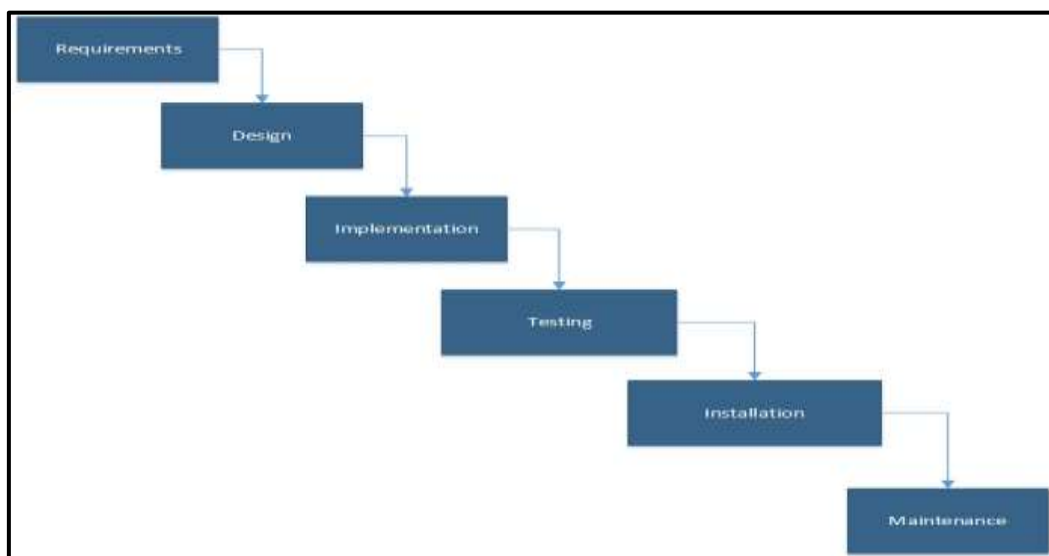 Requirements
Design
Implementation
Testing
Installation
Maintenance